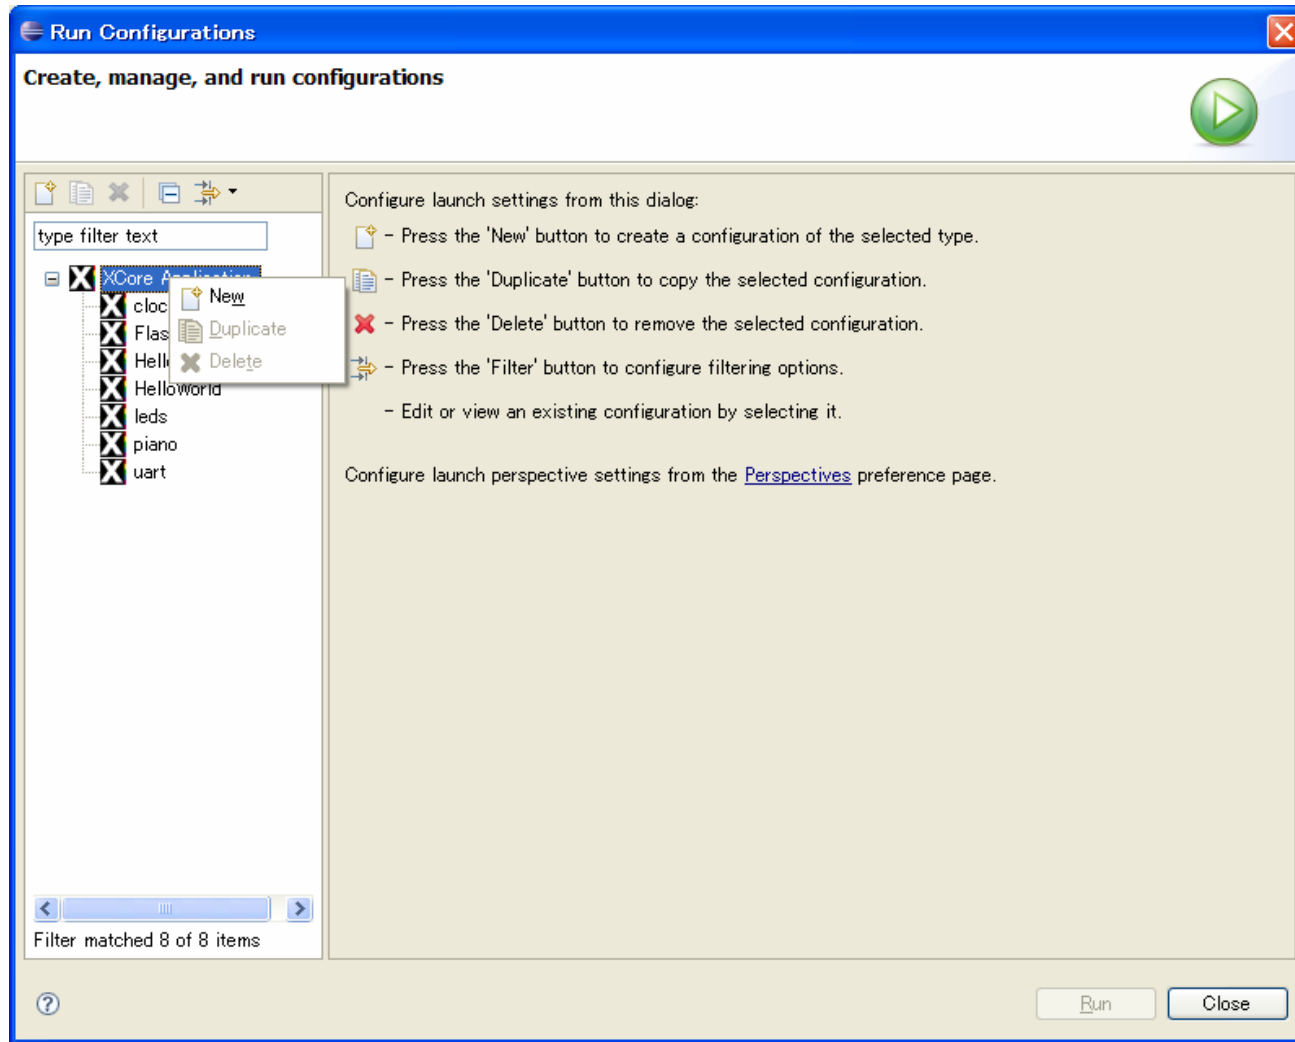 Run Configurations
Create, manage, and run configurations
type filter text
XCore
New
Duplicate
Delete
HelloWorld
leds
piano
uart
Filter matched 8 of 8 items
Configure launch settings from this dialog:
- Press the 'New' button to create a configuration of the selected type.
- Press the 'Duplicate' button to copy the selected configuration.
- Press the 'Delete' button to remove the selected configuration.
- Press the 'Filter' button to configure filtering options.
- Edit or view an existing configuration by selecting it.
Configure launch perspective settings from the Perspectives preference page.
Run
Close